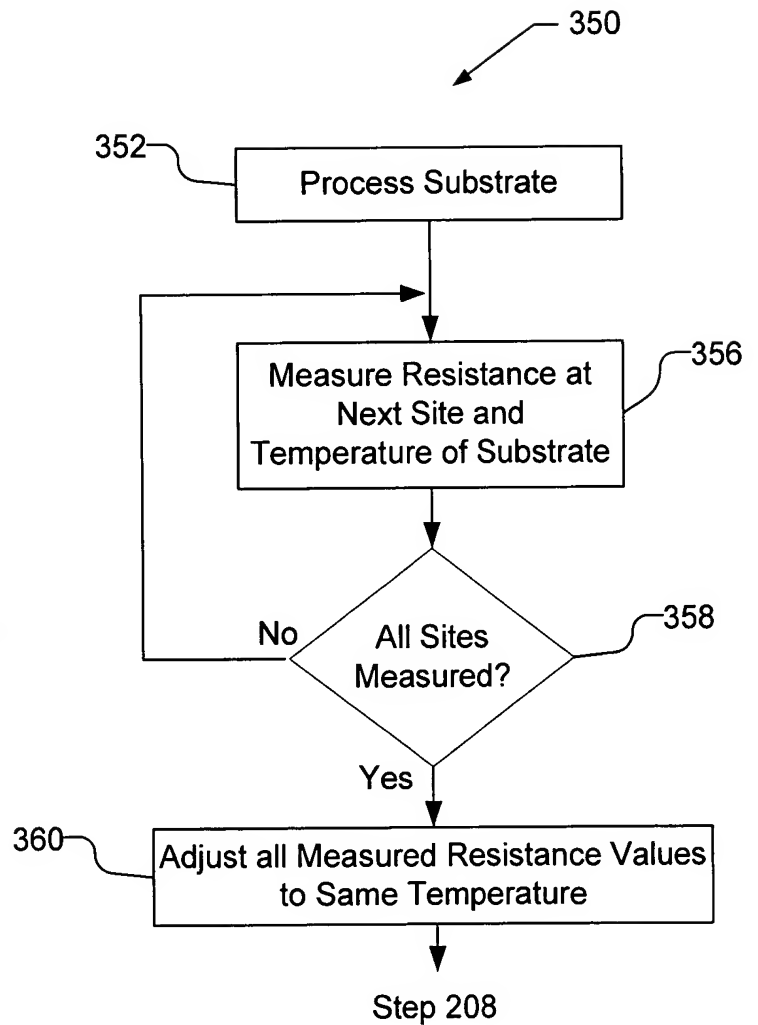 350
352
Process Substrate
356
Measure Resistance at
Next Site and
Temperature of Substrate
358
No
All Sites
Measured?
Yes
360
Adjust all Measured Resistance Values
to Same Temperature
Step 208